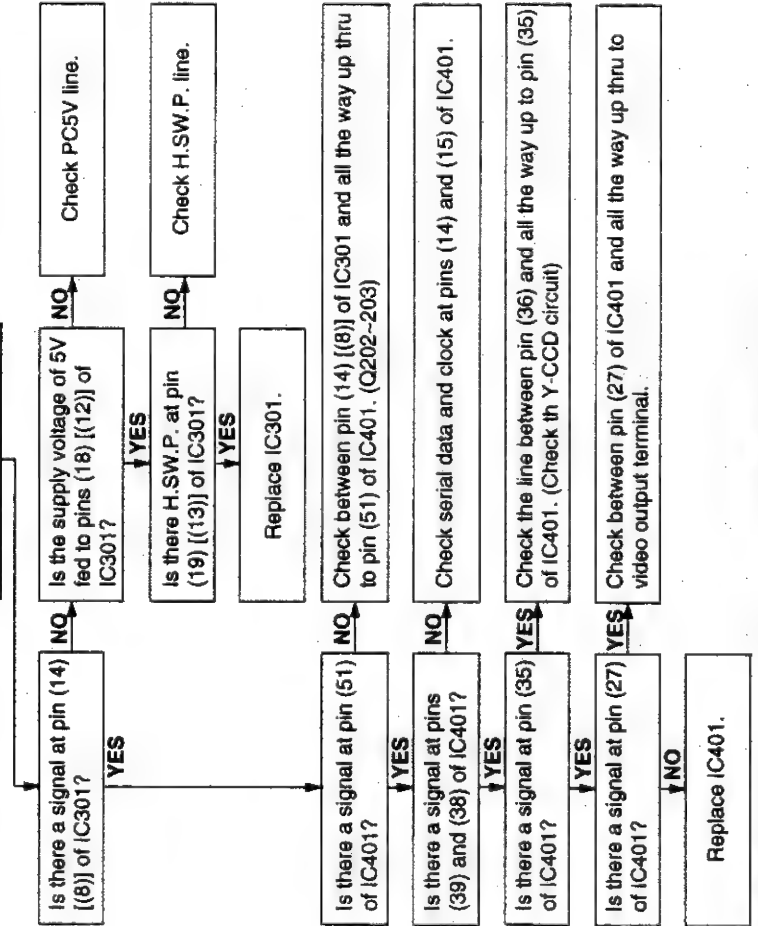 Is there a signal at pin (14)
[(8)] of IC301?
NO
Is the supply voltage of 5V
fed to pins (18) [(12)] of
IC301?
NO
Check PC5V line.
YES
Is there H.SW.P. at pin
(19) [(13)] of IC301?
NO
Check H.SW.P. line.
YES
Replace IC301.
YES
Is there a signal at pin (51)
of IC401?
NO
Check between pin (14) [(8)] of IC301 and all the way up thru
to pin (51) of IC401. (Q202~203)
YES
Is there a signal at pins
(39) and (38) of IC401?
NO
Check serial data and clock at pins (14) and (15) of IC401.
YES
Is there a signal at pin (35)
of IC401?
YES
Check the line between pin (36) and all the way up to pin (35)
of IC401. (Check th Y-CCD circuit)
YES
Is there a signal at pin (27)
of IC401?
YES
Check between pin (27) of IC401 and all the way up thru to
video output terminal.
NO
Replace IC401.